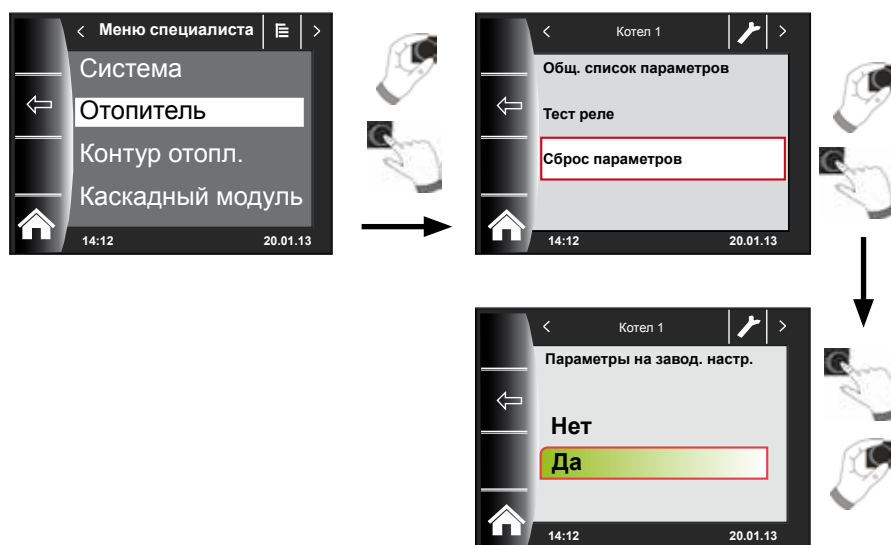 Меню специалиста
Система
Отопитель
Контур отопл.
Каскадный модуль
14:12 20.01.13
Котел 1
Общ. список параметров
Тест реле
Сброс параметров
14:12 20.01.13
Котел 1
Параметры на завод. настр.
Нет
Да
14:12 20.01.13